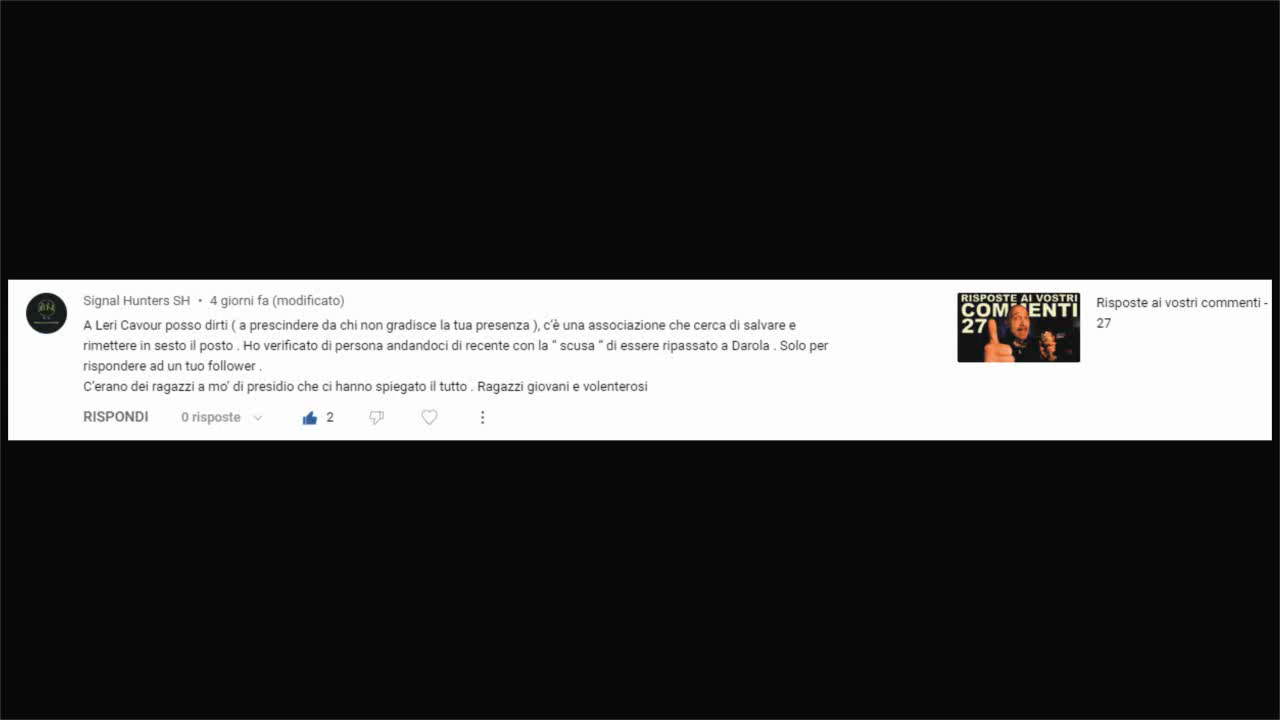 Signal Hunters SH • 4 giorni fa (modificato)
A Leri Cavour posso dirti ( a prescindere da chi non gradisce la tua presenza ), c'è una associazione che cerca di salvare e
rimettere in sesto il posto . Ho verificato di persona andandoci di recente con la “ scusa “ di essere ripassato a Darola . Solo per
rispondere ad un tuo follower .
C'erano dei ragazzi a mo' di presidio che ci hanno spiegato il tutto . Ragazzi giovani e volenterosi
RISPONDI 0 risposte 2
RISPOSTE AI VOSTRI
COMMENTI
27
Risposte ai vostri commenti -
27